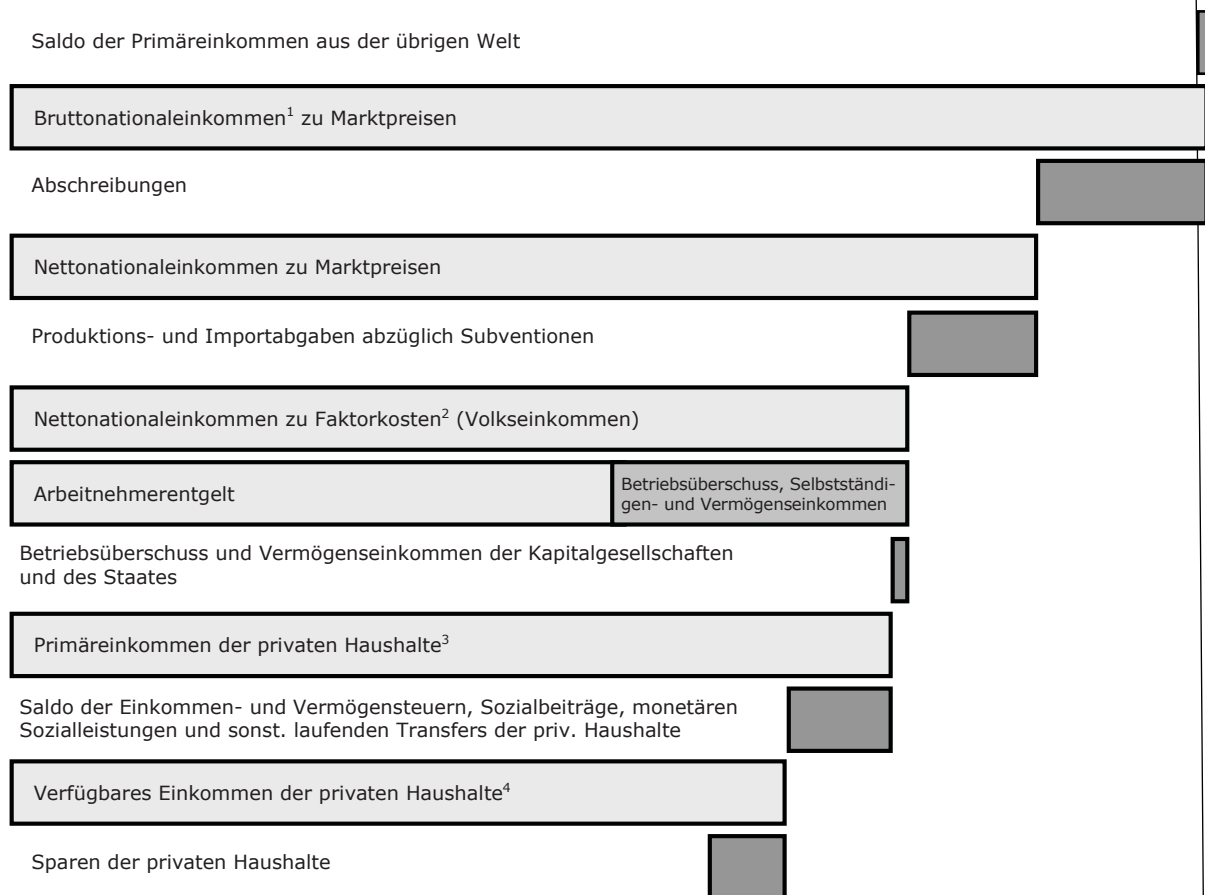 Saldo der Primäreinkommen aus der übrigen Welt
Bruttonationaleinkommen¹ zu Marktpreisen
Abschreibungen
Nettonationaleinkommen zu Marktpreisen
Produktions- und Importabgaben abzüglich Subventionen
Nettonationaleinkommen zu Faktorkosten² (Volkseinkommen)
Arbeitnehmerentgelt
Betriebsüberschuss, Selbstständi-
gen- und Vermögenseinkommen
Betriebsüberschuss und Vermögenseinkommen der Kapitalgesellschaften
und des Staates
Primäreinkommen der privaten Haushalte³
Saldo der Einkommen- und Vermögensteuern, Sozialbeiträge, monetären
Sozialleistungen und sonst. laufenden Transfers der priv. Haushalte
Verfügbares Einkommen der privaten Haushalte⁴
Sparen der privaten Haushalte